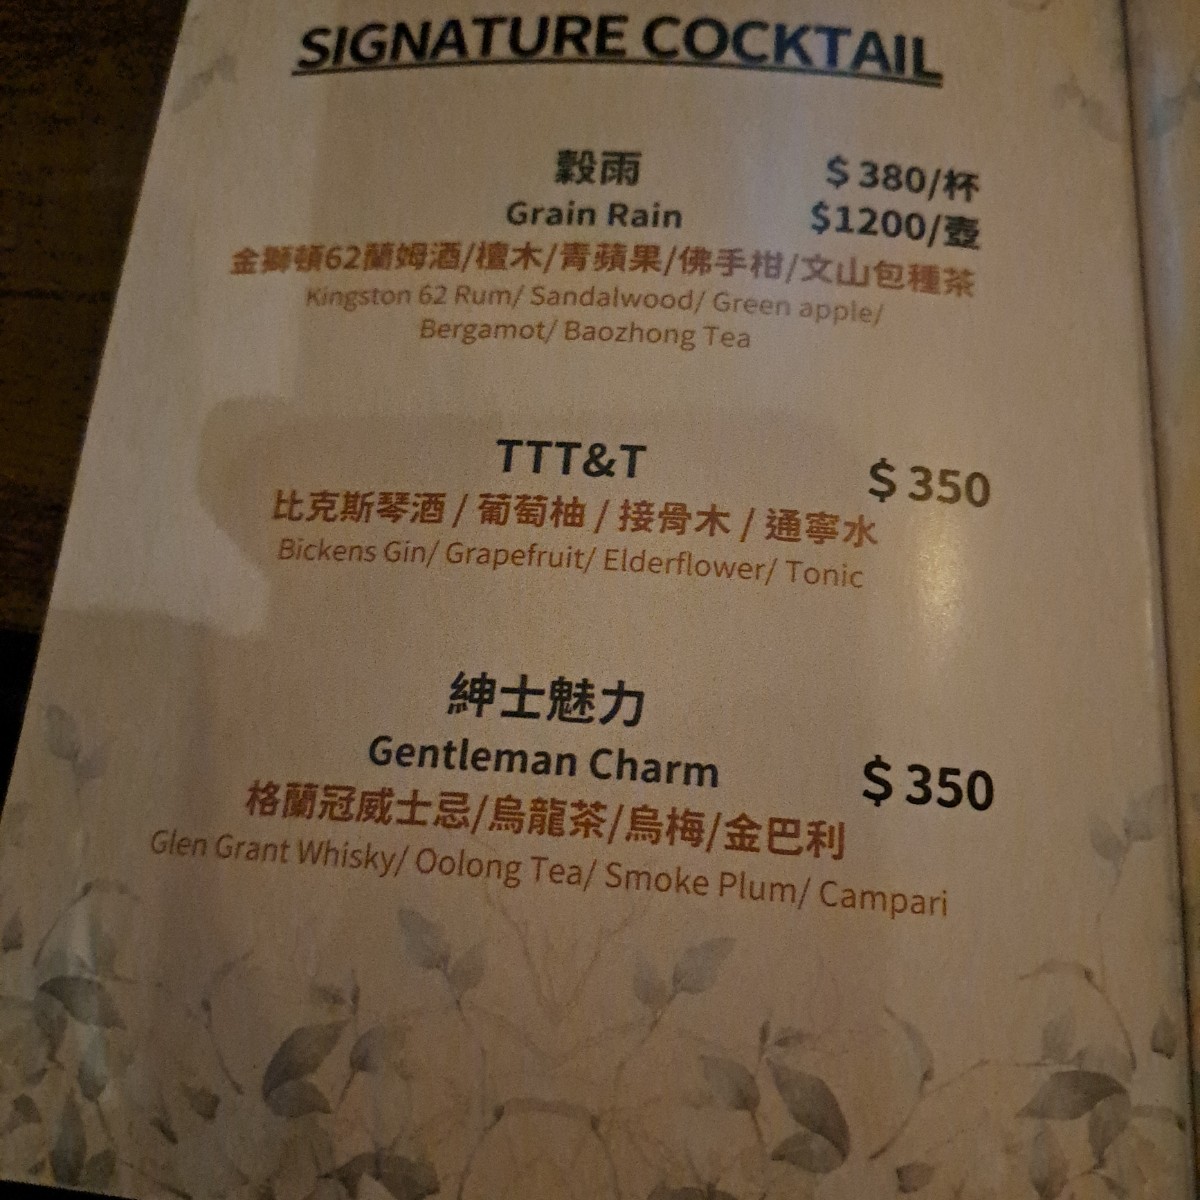 SIGNATURE COCKTAIL
穀雨 $380/杯
Grain Rain $1200/壺
金獅頓62蘭姆酒/檀木/青蘋果/佛手柑/文山包種茶
Kingston 62 Rum/ Sandalwood/ Green apple/
Bergamot/ Baozhong Tea
TTT&T $350
比克斯琴酒 / 葡萄柚 / 接骨木 / 通寧水
Bickens Gin/ Grapefruit/ Elderflower/ Tonic
紳士魅力
Gentleman Charm $350
格蘭冠威士忌/烏龍茶/烏梅/金巴利
Glen Grant Whisky/ Oolong Tea/ Smoke Plum/ Campari